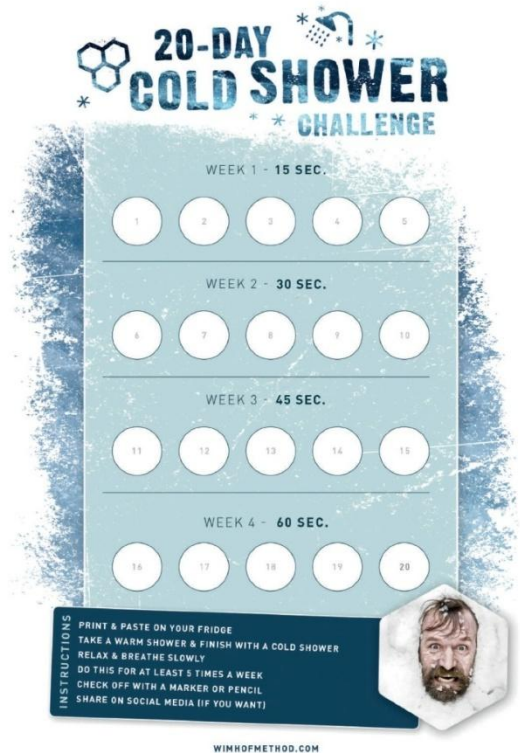 20-DAY
COLD SHOWER
CHALLENGE
WEEK 1 - 15 SEC.
1 2 3 4 5
WEEK 2 - 30 SEC.
6 7 8 9 10
WEEK 3 - 45 SEC.
11 12 13 14 15
WEEK 4 - 60 SEC.
16 17 18 19 20
INSTRUCTIONS
PRINT & PASTE ON YOUR FRIDGE
TAKE A WARM SHOWER & FINISH WITH A COLD SHOWER
RELAX & BREATHE SLOWLY
DO THIS FOR AT LEAST 5 TIMES A WEEK
CHECK OFF WITH A MARKER OR PENCIL
SHARE ON SOCIAL MEDIA (IF YOU WANT)
WIMHOFMETHOD.COM